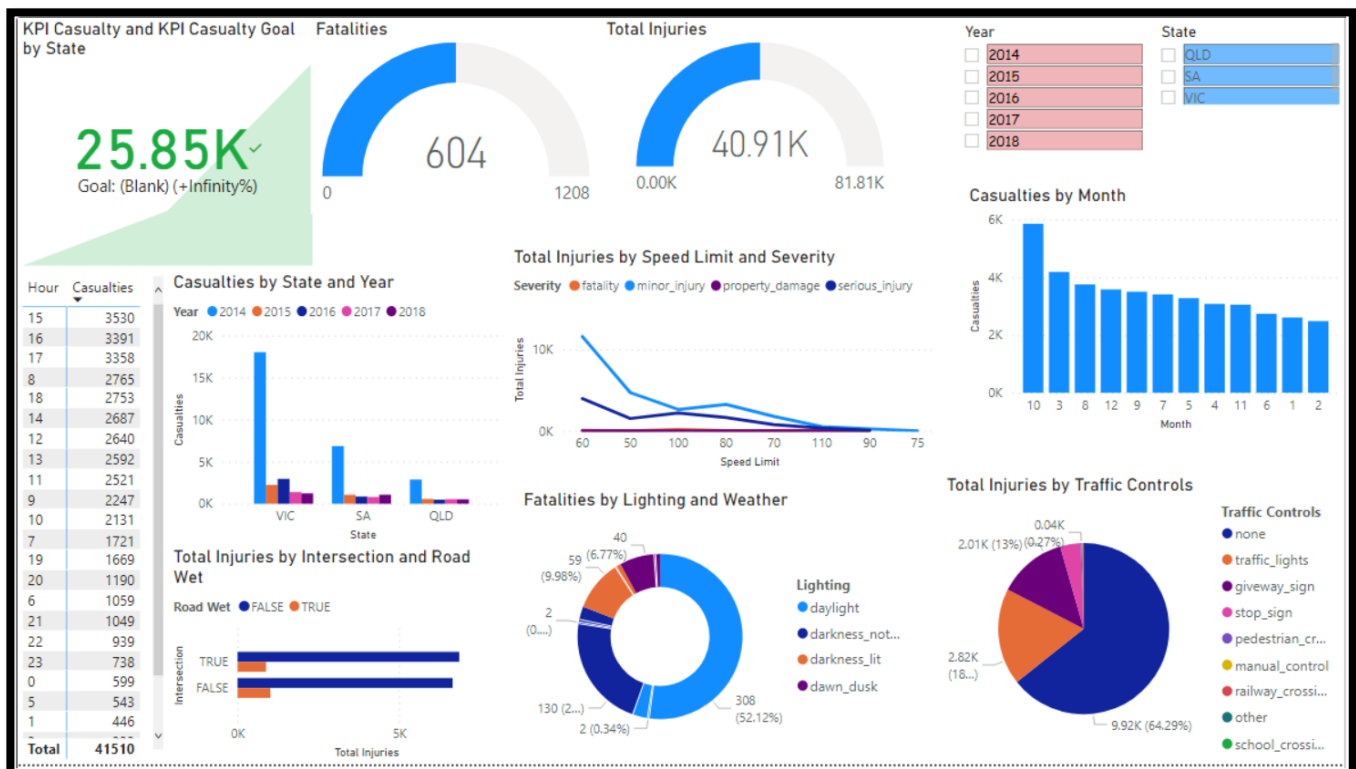 KPI Casualty and KPI Casualty Goal
by State
25.85K
Goal: (Blank) (+Infinity%)
Fatalities
604
0
1208
Total Injuries
40.91K
0.00K
81.81K
Year
2014
2015
2016
2017
2018
State
QLD
SA
VIC
Hour Casualties
15 3530
16 3391
17 3358
8 2765
18 2753
14 2687
12 2640
13 2592
11 2521
9 2247
10 2131
7 1721
19 1669
20 1190
6 1059
21 1049
22 939
23 738
0 599
5 543
1 446
Total 41510
Casualties by State and Year
Year 2014 2015 2016 2017 2018
20K
15K
10K
5K
0K
Casualties
VIC SA QLD
State
Total Injuries by Intersection and Road
Wet
Road Wet FALSE TRUE
Intersection
TRUE
FALSE
0K 5K
Total Injuries
Total Injuries by Speed Limit and Severity
Severity fatality minor_injury property_damage serious_injury
Total Injuries
10K
0K
60 50 100 80 70 110 90 75
Speed Limit
Fatalities by Lighting and Weather
40
(6.77%)
59
(9.98%)
2
(0....)
130 (2...)
2 (0.34%)
308
(52.12%)
Lighting
daylight
darkness_not...
darkness_lit
dawn_dusk
Casualties by Month
6K
4K
2K
0K
Casualties
10 3 8 12 9 7 5 4 11 6 1 2
Month
Total Injuries by Traffic Controls
0.04K
(0.27%)
2.01K (13%)
2.82K
(18...)
9.92K (64.29%)
Traffic Controls
none
traffic_lights
giveway_sign
stop_sign
pedestrian_cr...
manual_control
railway_crossi...
other
school_crossi...